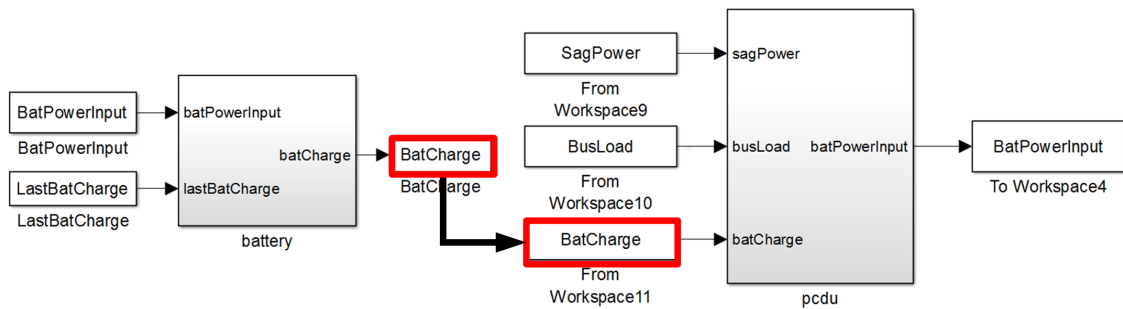 BatPowerInput
BatPowerInput
LastBatCharge
LastBatCharge
batPowerInput
batCharge
lastBatCharge
battery
BatCharge
BatCharge
SagPower
From
Workspace9
BusLoad
From
Workspace10
BatCharge
From
Workspace11
sagPower
busLoad
batPowerInput
batCharge
pcdu
BatPowerInput
To Workspace4